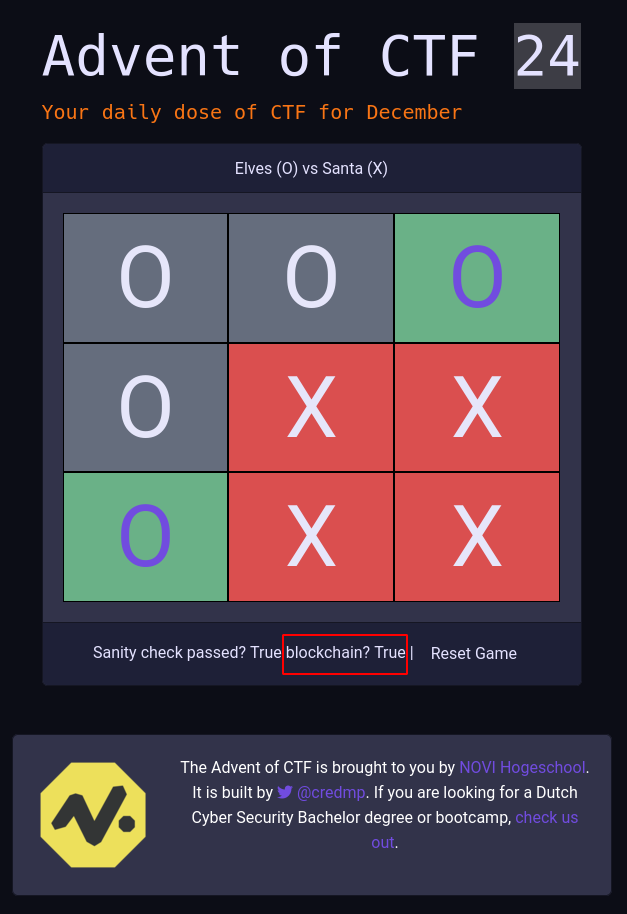 Advent of CTF 24
Your daily dose of CTF for December
Elves (O) vs Santa (X)
O O O
O X X
O X X
Sanity check passed? True blockchain? True | Reset Game
The Advent of CTF is brought to you by NOVI Hogeschool.
It is built by @credmp. If you are looking for a Dutch
Cyber Security Bachelor degree or bootcamp, check us
out.